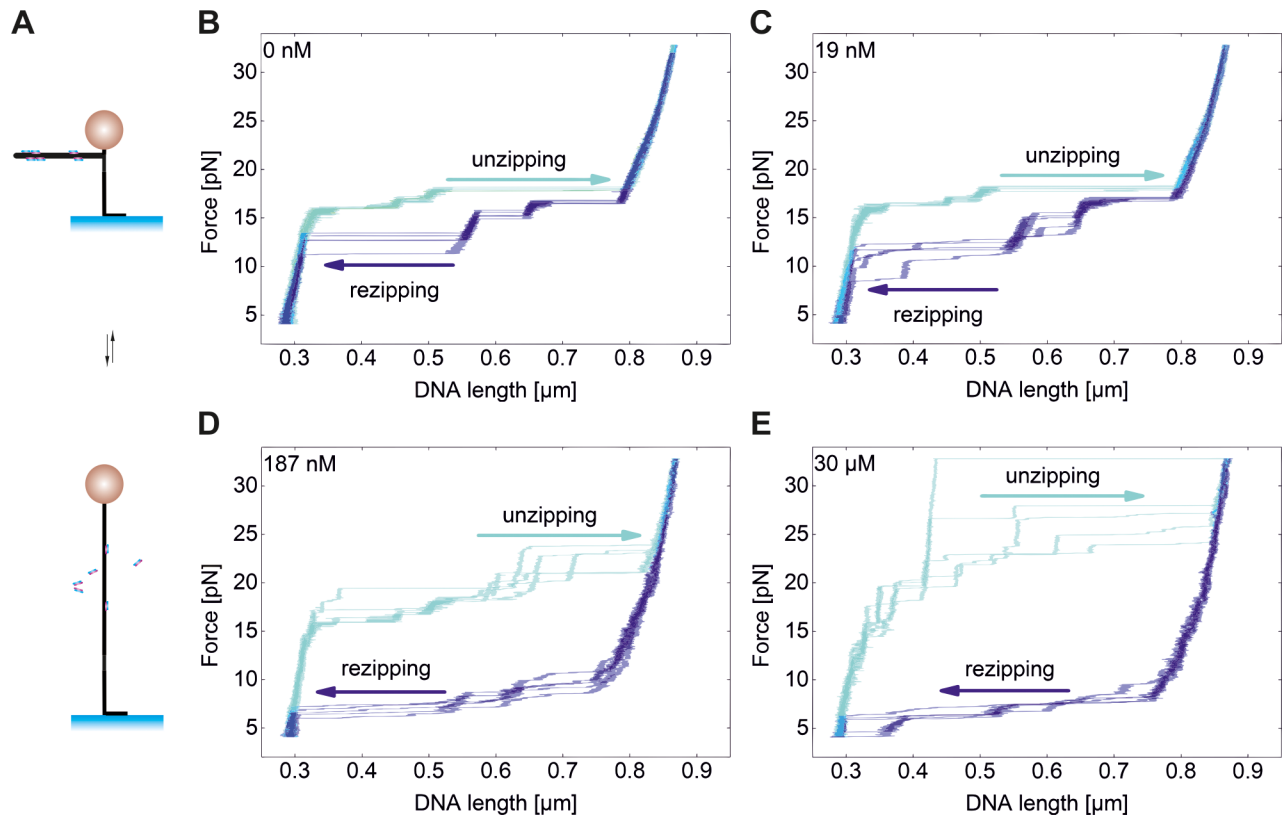 A
B
0 nM
Force [pN]
30
25
20
15
10
5
unzipping
rezipping
0.3 0.4 0.5 0.6 0.7 0.8 0.9
DNA length [µm]
C
19 nM
Force [pN]
30
25
20
15
10
5
unzipping
rezipping
0.3 0.4 0.5 0.6 0.7 0.8 0.9
DNA length [µm]
D
187 nM
Force [pN]
30
25
20
15
10
5
unzipping
rezipping
0.3 0.4 0.5 0.6 0.7 0.8 0.9
DNA length [µm]
E
30 µM
Force [pN]
30
25
20
15
10
5
unzipping
rezipping
0.3 0.4 0.5 0.6 0.7 0.8 0.9
DNA length [µm]